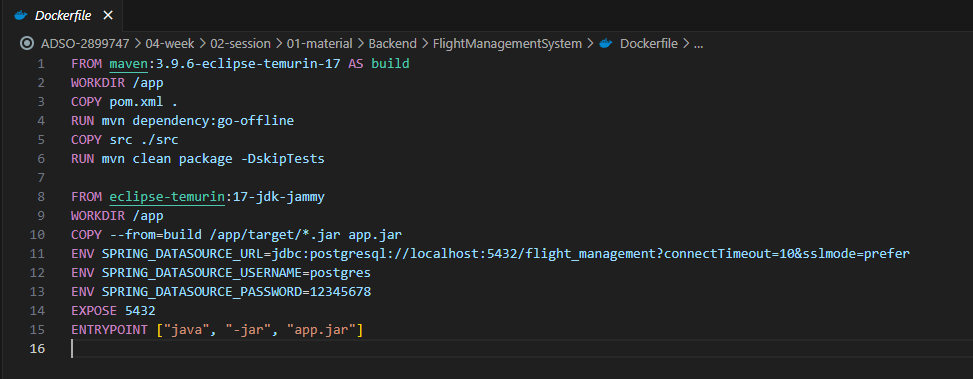 Dockerfile
ADSO-2899747 > 04-week > 02-session > 01-material > Backend > FlightManagementSystem > Dockerfile > ...
1 FROM maven:3.9.6-eclipse-temurin-17 AS build
2 WORKDIR /app
3 COPY pom.xml .
4 RUN mvn dependency:go-offline
5 COPY src ./src
6 RUN mvn clean package -DskipTests
7
8 FROM eclipse-temurin:17-jdk-jammy
9 WORKDIR /app
10 COPY --from=build /app/target/*.jar app.jar
11 ENV SPRING_DATASOURCE_URL=jdbc:postgresql://localhost:5432/flight_management?connectTimeout=10&sslmode=prefer
12 ENV SPRING_DATASOURCE_USERNAME=postgres
13 ENV SPRING_DATASOURCE_PASSWORD=12345678
14 EXPOSE 5432
15 ENTRYPOINT ["java", "-jar", "app.jar"]
16